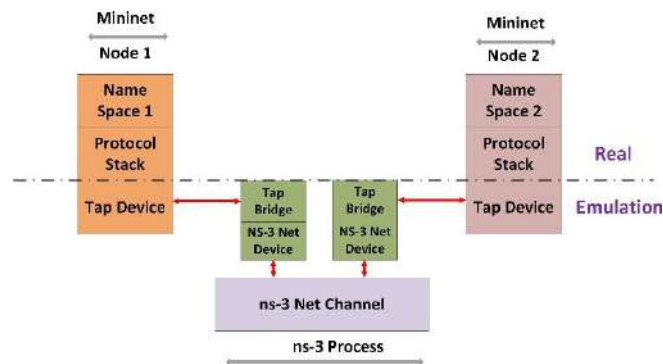 Mininet
Node 1
Name
Space 1
Protocol
Stack
Tap Device
Mininet
Node 2
Name
Space 2
Protocol
Stack
Tap Device
Real
Emulation
Tap
Bridge
NS-3 Net
Device
Tap
Bridge
NS-3 Net
Device
ns-3 Net Channel
ns-3 Process